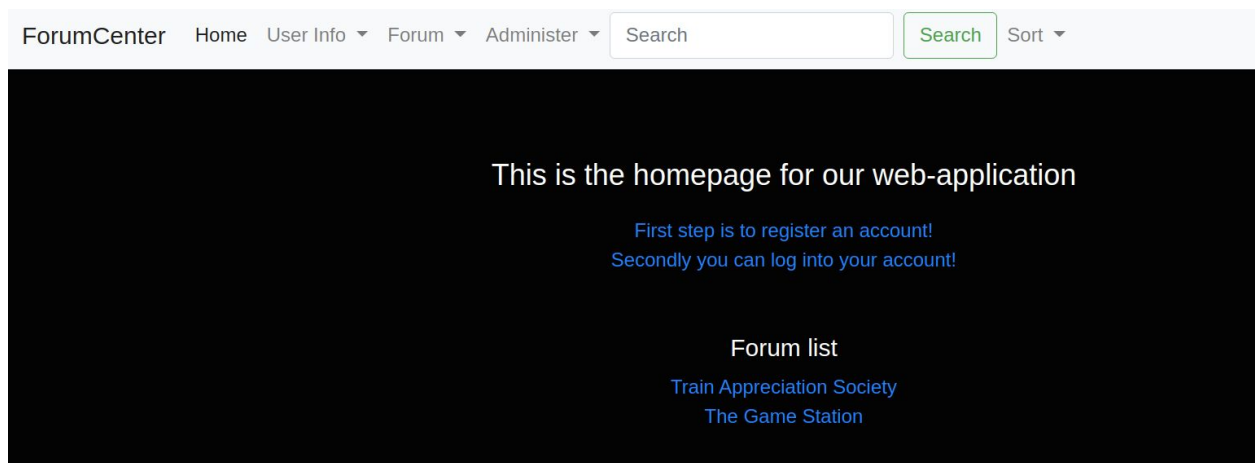 ForumCenter Home User Info Forum Administer Search Search Sort
This is the homepage for our web-application
First step is to register an account!
Secondly you can log into your account!
Forum list
Train Appreciation Society
The Game Station